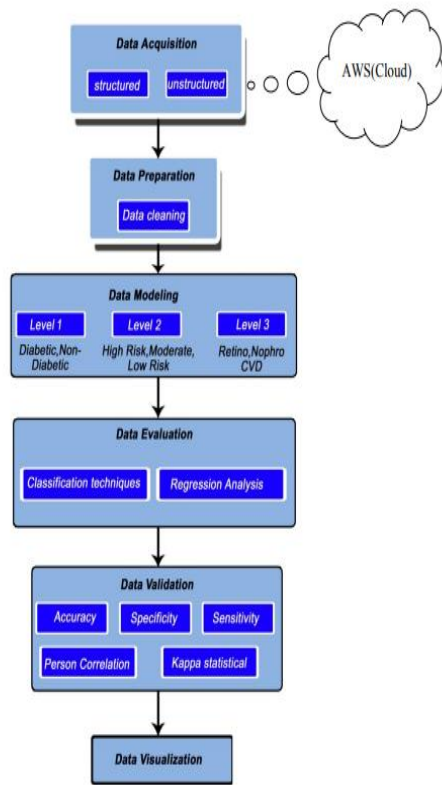 Data Acquisition
structured
unstructured
AWS(Cloud)
Data Preparation
Data cleaning
Data Modeling
Level 1
Level 2
Level 3
Diabetic,Non-
Diabetic
High Risk,Moderate,
Low Risk
Retino,Nophro
CVD
Data Evaluation
Classification techniques
Regression Analysis
Data Validation
Accuracy
Specificity
Sensitivity
Person Correlation
Kappa statistical
Data Visualization